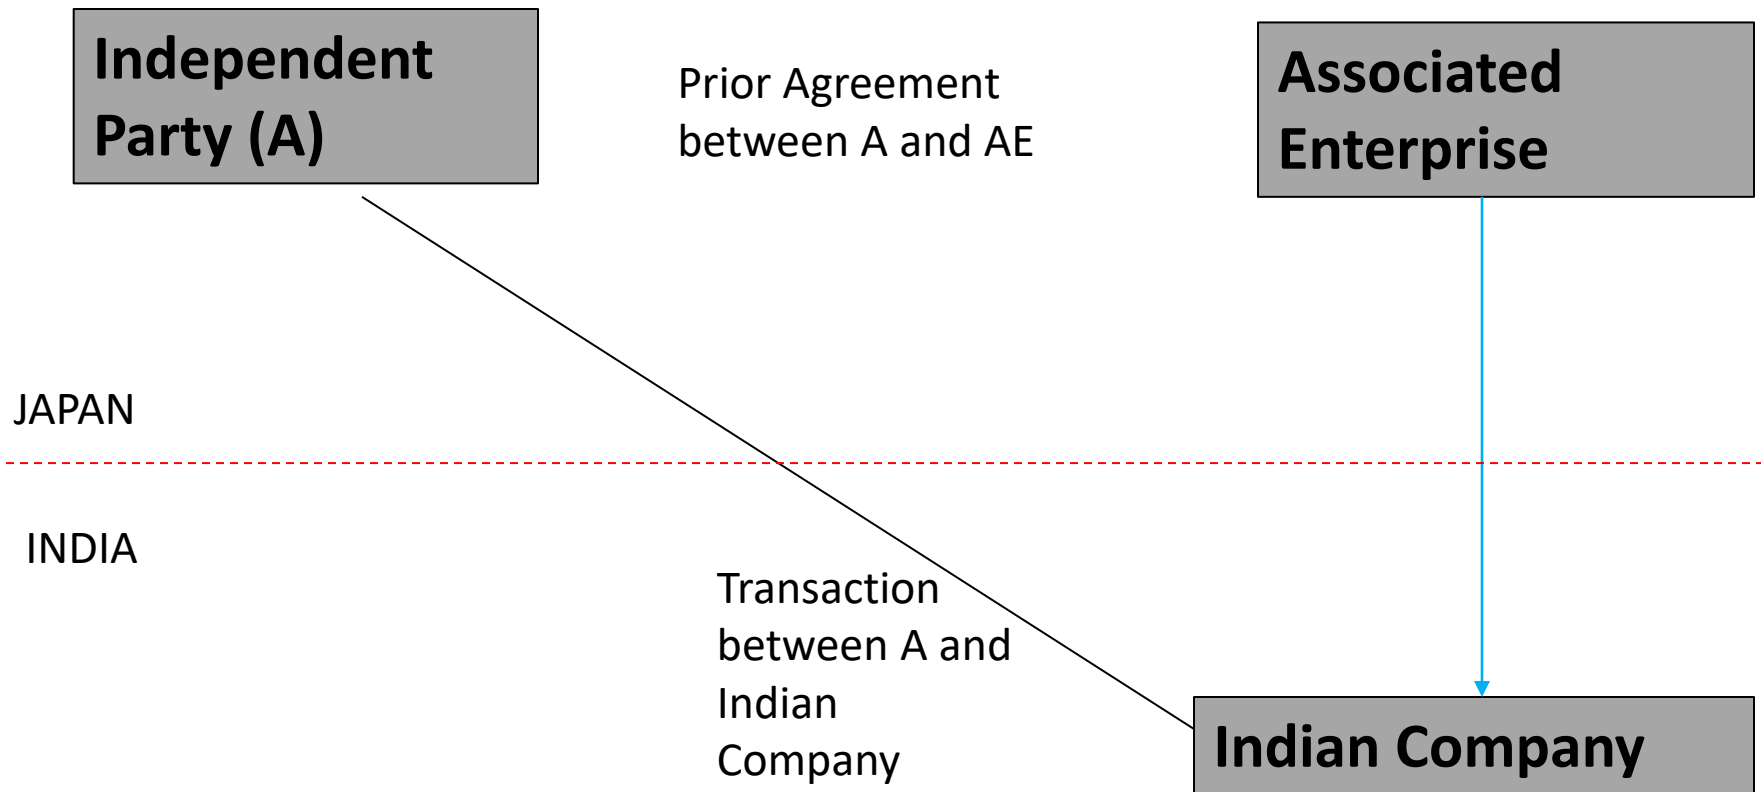 Independent
Party (A)
Prior Agreement
between A and AE
Associated
Enterprise
JAPAN
INDIA
Transaction
between A and
Indian
Company
Indian Company